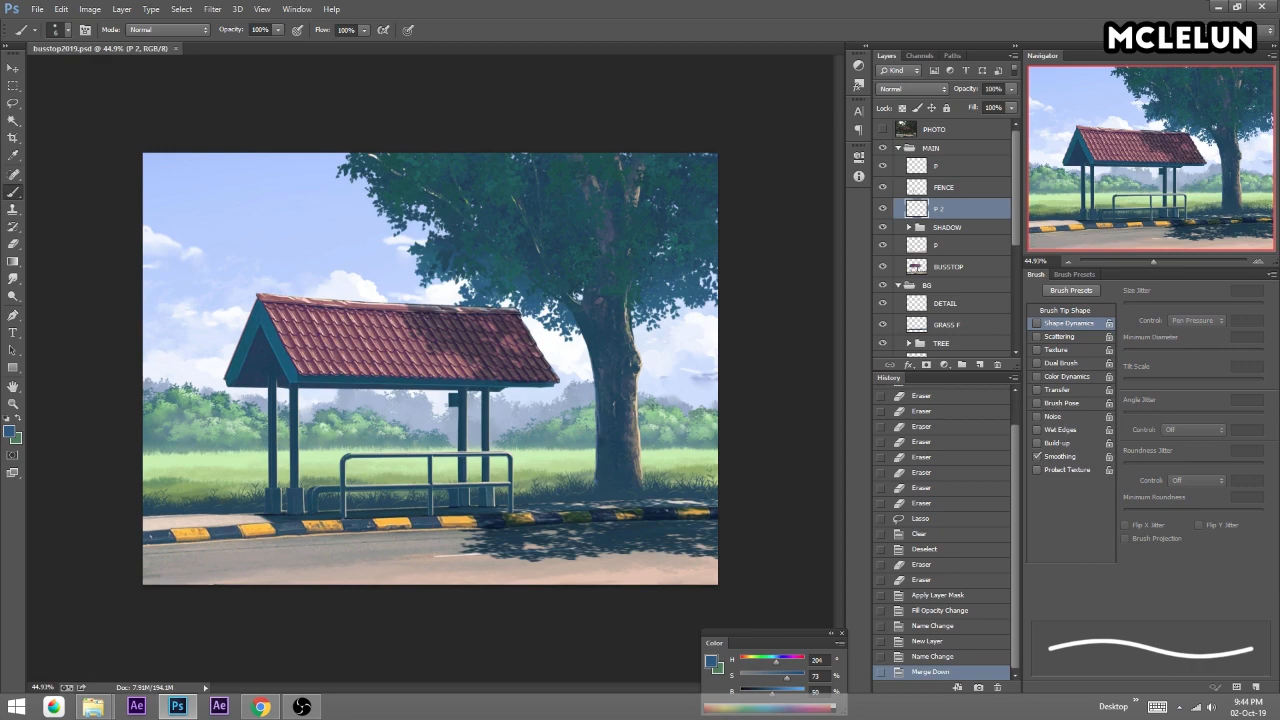 Ps File Edit Image Layer Type Select Filter 3D View Window Help
6 Mode: Normal Opacity: 100% Flow: 100%
MCLELUN
busstop2019.psd @ 44.9% (P 2, RGB/8) ×
Layers Channels Paths
Kind
Normal Opacity: 100%
Lock: Fill: 100%
PHOTO
MAIN
P
FENCE
P 2
SHADOW
P
BUSSTOP
BG
DETAIL
GRASS F
TREE
History
Eraser
Eraser
Eraser
Eraser
Eraser
Eraser
Eraser
Eraser
Lasso
Clear
Deselect
Eraser
Eraser
Apply Layer Mask
Fill Opacity Change
Name Change
New Layer
Name Change
Merge Down
Navigator
44.93%
Brush Brush Presets
Brush Presets
Brush Tip Shape
Shape Dynamics
Scattering
Texture
Dual Brush
Color Dynamics
Transfer
Brush Pose
Noise
Wet Edges
Build-up
Smoothing
Protect Texture
Size Jitter
Control: Pen Pressure
Minimum Diameter
Tilt Scale
Angle Jitter
Control: Off
Roundness Jitter
Control: Off
Minimum Roundness
Flip X Jitter Flip Y Jitter
Brush Projection
Color
H 204 °
S 73 %
B %
44.93% Doc: 7.91M/194.1M
Ae Ps Ae
Desktop
9:44 PM
02-Oct-19